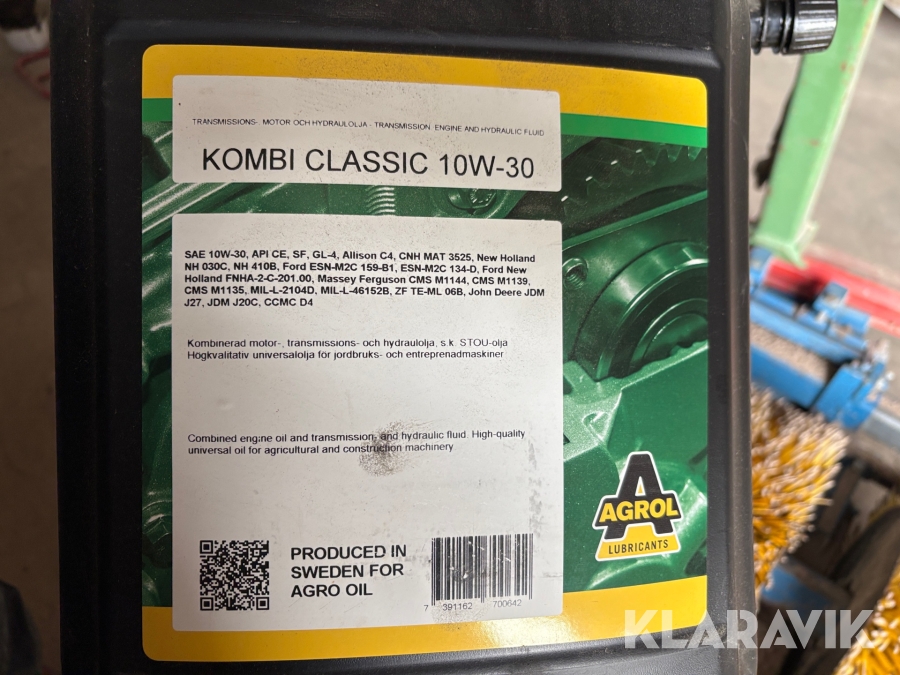 TRANSMISSIONS-, MOTOR OCH HYDRAULOLJA - TRANSMISSION, ENGINE AND HYDRAULIC FLUID
KOMBI CLASSIC 10W-30
SAE 10W-30, API CE, SF, GL-4, Allison C4, CNH MAT 3525, New Holland
NH 030C, NH 410B, Ford ESN-M2C 159-B1, ESN-M2C 134-D, Ford New
Holland FNHA-2-C-201.00, Massey Ferguson CMS M1144, CMS M1139,
CMS M1135, MIL-L-2104D, MIL-L-46152B, ZF TE-ML 06B, John Deere JDM
J27, JDM J20C, CCMC D4
Kombinerad motor-, transmissions- och hydraulolja, s.k. STOU-olja
Högkvalitativ universalolja för jordbruks- och entreprenadmaskiner
Combined engine oil and transmission- and hydraulic fluid. High-quality
universal oil for agricultural and construction machinery
PRODUCED IN
SWEDEN FOR
AGRO OIL
7 391162 700642
A
AGROL
LUBRICANTS
KLARAVIK